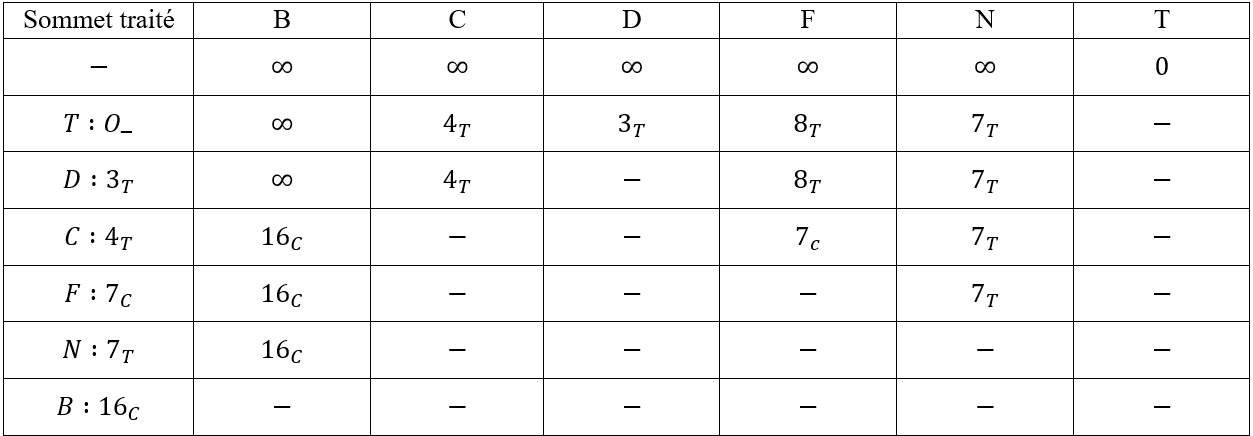 Sommet traité B C D F N T
− ∞ ∞ ∞ ∞ ∞ 0
T : O_ ∞ 4_T 3_T 8_T 7_T −
D : 3_T ∞ 4_T − 8_T 7_T −
C : 4_T 16_C − − 7_c 7_T −
F : 7_C 16_C − − − 7_T −
N : 7_T 16_C − − − − −
B : 16_C − − − − − −